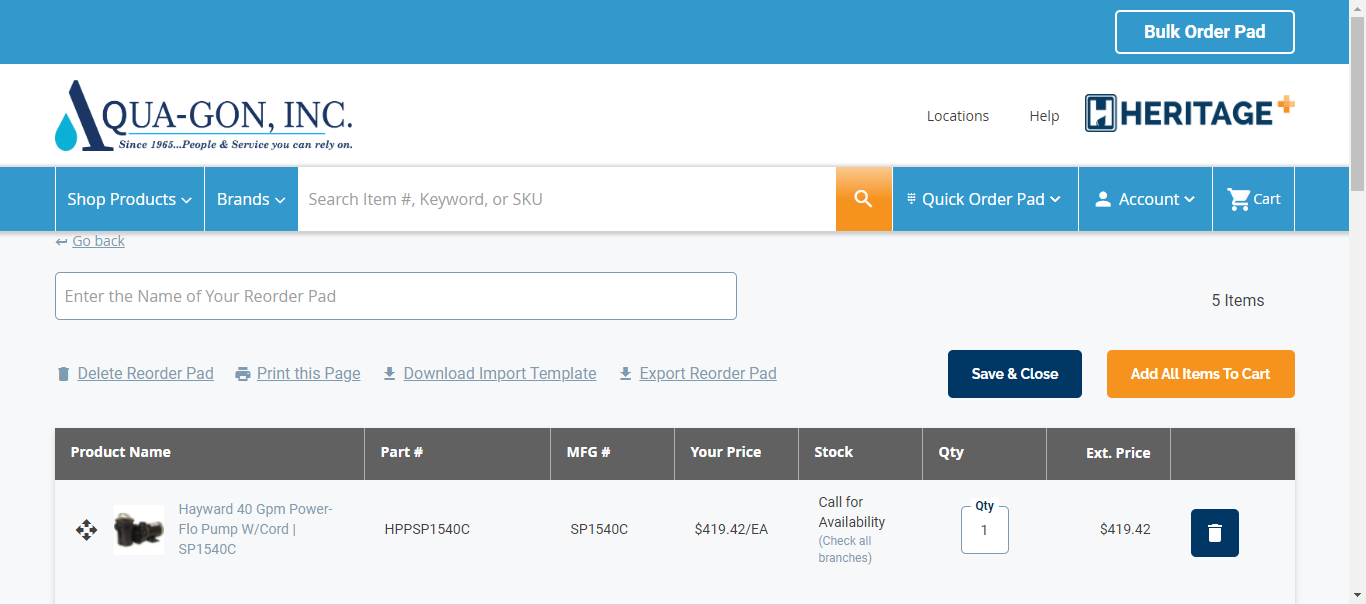 Bulk Order Pad
AQUA-GON, INC.
Since 1965...People & Service you can rely on.
Locations
Help
HERITAGE+
Shop Products
Brands
Search Item #, Keyword, or SKU
Quick Order Pad
Account
Cart
Go back
Enter the Name of Your Reorder Pad
5 Items
Delete Reorder Pad
Print this Page
Download Import Template
Export Reorder Pad
Save & Close
Add All Items To Cart
Product Name
Part #
MFG #
Your Price
Stock
Qty
Ext. Price
Hayward 40 Gpm Power-
Flo Pump W/Cord |
SP1540C
HPPSP1540C
SP1540C
$419.42/EA
Call for
Availability
(Check all
branches)
Qty
1
$419.42